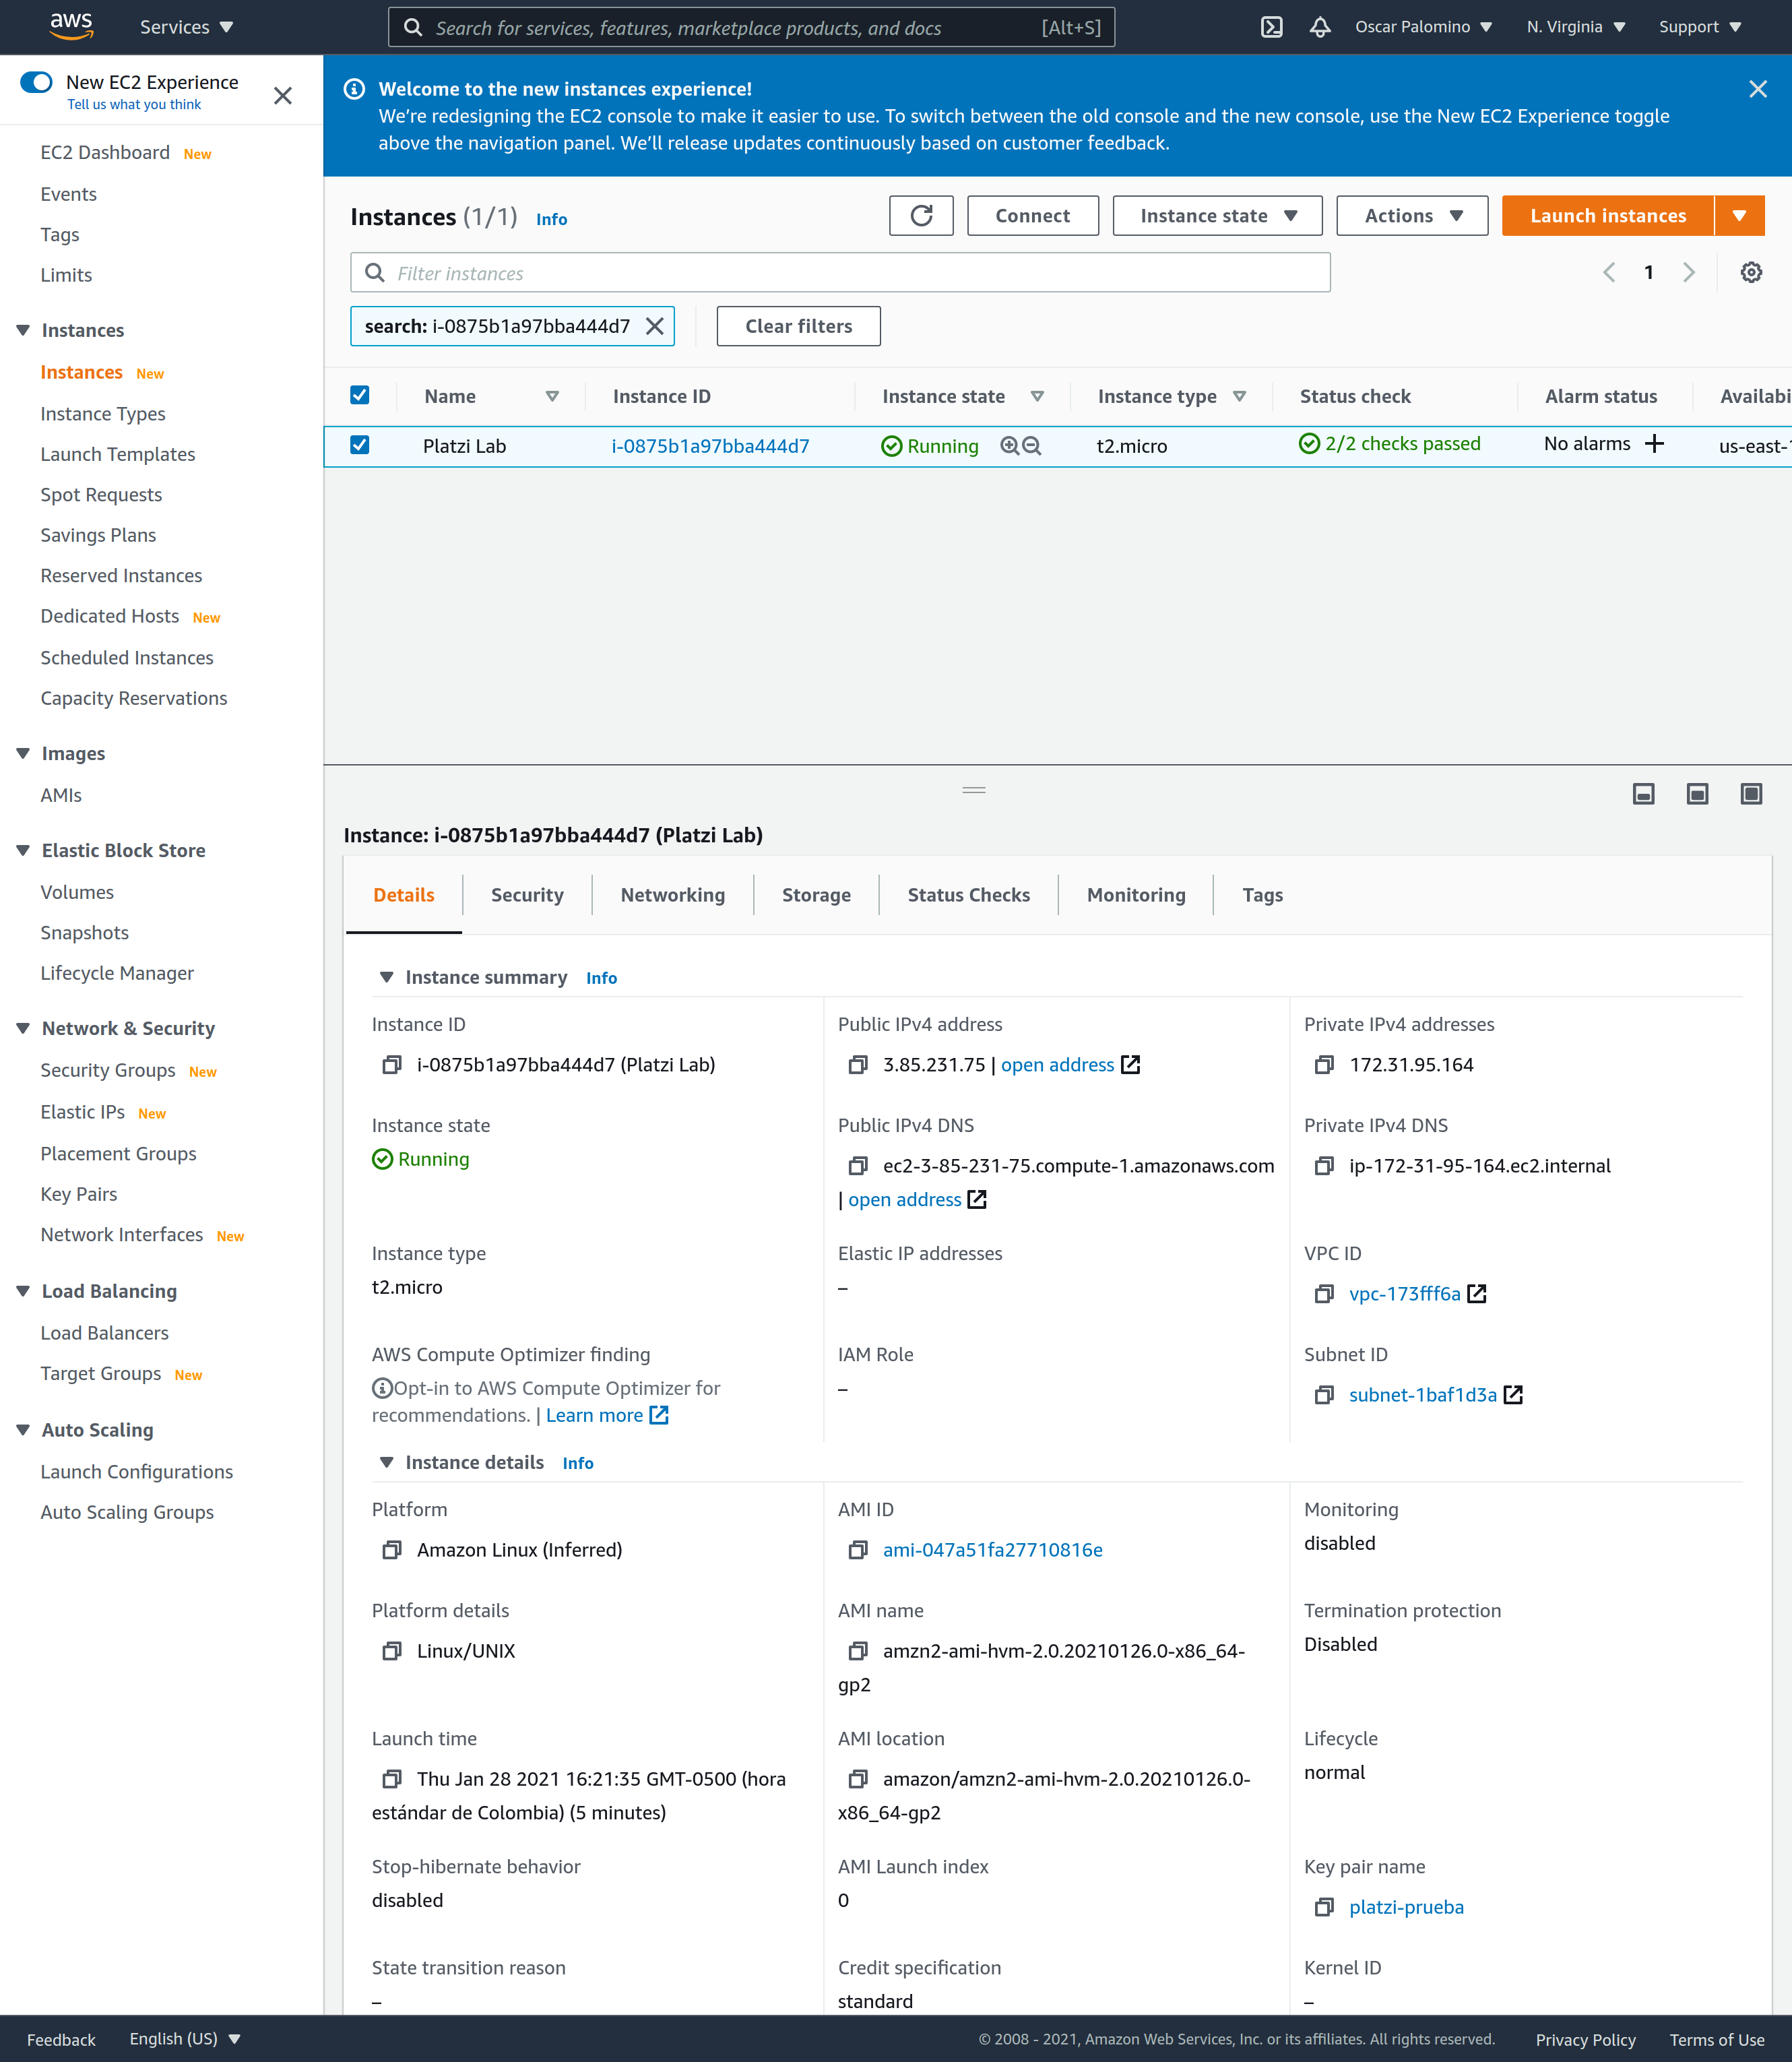 aws
Services
Search for services, features, marketplace products, and docs [Alt+S]
Oscar Palomino
N. Virginia
Support
New EC2 Experience
Tell us what you think
EC2 Dashboard New
Events
Tags
Limits
Instances
Instances New
Instance Types
Launch Templates
Spot Requests
Savings Plans
Reserved Instances
Dedicated Hosts New
Scheduled Instances
Capacity Reservations
Images
AMIs
Elastic Block Store
Volumes
Snapshots
Lifecycle Manager
Network & Security
Security Groups New
Elastic IPs New
Placement Groups
Key Pairs
Network Interfaces New
Load Balancing
Load Balancers
Target Groups New
Auto Scaling
Launch Configurations
Auto Scaling Groups
Welcome to the new instances experience!
We're redesigning the EC2 console to make it easier to use. To switch between the old console and the new console, use the New EC2 Experience toggle
above the navigation panel. We'll release updates continuously based on customer feedback.
Instances (1/1) Info
Connect
Instance state
Actions
Launch instances
Filter instances
1
search: i-0875b1a97bba444d7
Clear filters
Name Instance ID Instance state Instance type Status check Alarm status Availabi
Platzi Lab i-0875b1a97bba444d7 Running t2.micro 2/2 checks passed No alarms us-east-
Instance: i-0875b1a97bba444d7 (Platzi Lab)
Details Security Networking Storage Status Checks Monitoring Tags
Instance summary Info
Instance ID
i-0875b1a97bba444d7 (Platzi Lab)
Public IPv4 address
3.85.231.75 | open address
Private IPv4 addresses
172.31.95.164
Instance state
Running
Public IPv4 DNS
ec2-3-85-231-75.compute-1.amazonaws.com
| open address
Private IPv4 DNS
ip-172-31-95-164.ec2.internal
Instance type
t2.micro
Elastic IP addresses
–
VPC ID
vpc-173fff6a
AWS Compute Optimizer finding
Opt-in to AWS Compute Optimizer for
recommendations. | Learn more
IAM Role
–
Subnet ID
subnet-1baf1d3a
Instance details Info
Platform
Amazon Linux (Inferred)
AMI ID
ami-047a51fa27710816e
Monitoring
disabled
Platform details
Linux/UNIX
AMI name
amzn2-ami-hvm-2.0.20210126.0-x86_64-
gp2
Termination protection
Disabled
Launch time
Thu Jan 28 2021 16:21:35 GMT-0500 (hora
estándar de Colombia) (5 minutes)
AMI location
amazon/amzn2-ami-hvm-2.0.20210126.0-
x86_64-gp2
Lifecycle
normal
Stop-hibernate behavior
disabled
AMI Launch index
0
Key pair name
platzi-prueba
State transition reason
–
Credit specification
standard
Kernel ID
–
Feedback
English (US)
© 2008 - 2021, Amazon Web Services, Inc. or its affiliates. All rights reserved.
Privacy Policy
Terms of Use